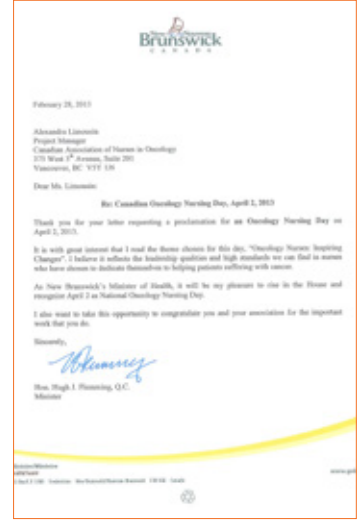 Brunswick
CANADA
February 28, 2013
Alexandra Limoncin
Project Manager
Canadian Association of Nurses in Oncology
375 West 5th Avenue, Suite 201
Vancouver, BC V5Y 1J6
Dear Ms. Limoncin:
Re: Canadian Oncology Nursing Day, April 2, 2013
Thank you for your letter requesting a proclamation for an Oncology Nursing Day on
April 2, 2013.
It is with great interest that I read the theme chosen for this day, "Oncology Nurses: Inspiring
Changes". I believe it reflects the leadership qualities and high standards we can find in nurses
who have chosen to dedicate themselves to helping patients suffering with cancer.
As New Brunswick's Minister of Health, it will be my pleasure to rise in the House and
recognize April 2 as National Oncology Nursing Day.
I also want to take this opportunity to congratulate you and your association for the important
work that you do.
Sincerely,
Hon. Hugh J. Flemming, Q.C.
Minister